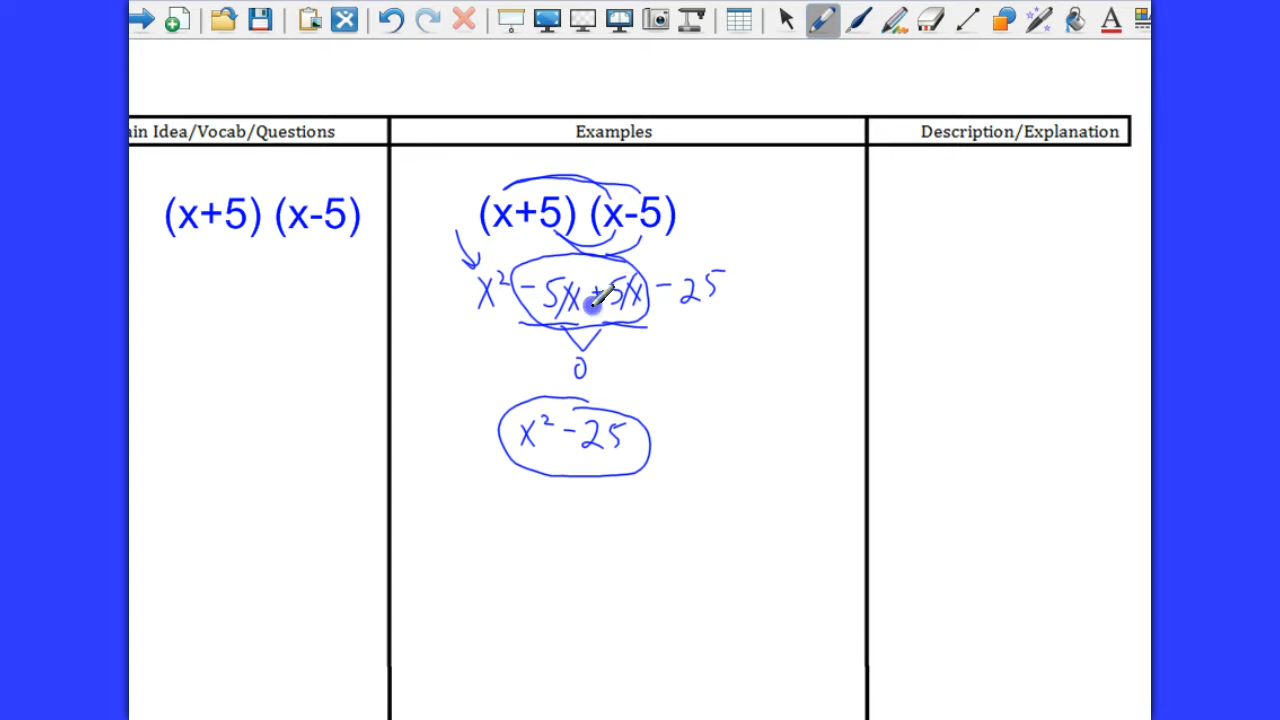 ain Idea/Vocab/Questions
Examples
Description/Explanation
(x+5) (x-5)
(x+5) (x-5)
x² - 5x + 5x - 25
0
x² - 25
A